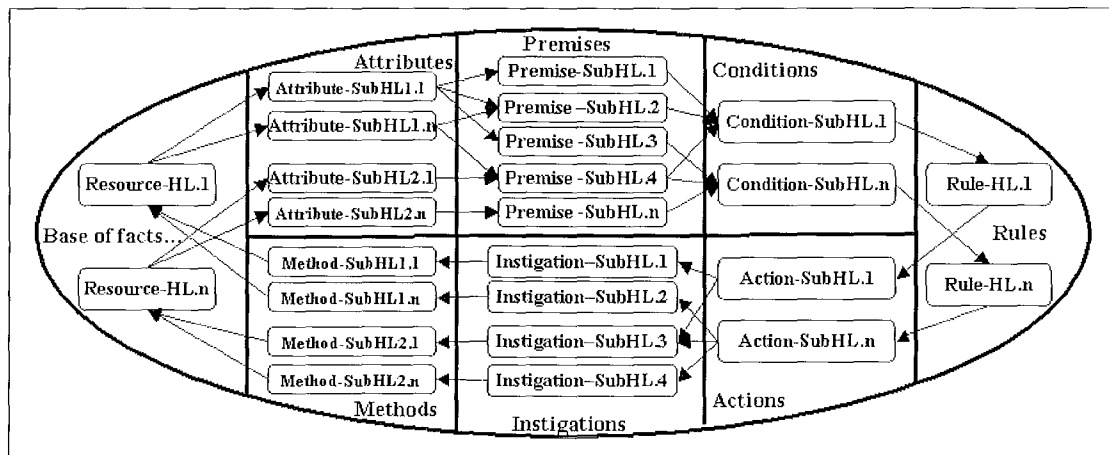 Premises
Attributes
Conditions
Premise-SubHL.1
Attribute-SubHL1.1
Premise –SubHL.2
Attribute-SubHL1.n
Condition-SubHL.1
Premise -SubHL.3
Resource-HL.1
Attribute-SubHL2.1
Premise -SubHL.4
Condition-SubHL.n
Rule-HL.1
Attribute-SubHL2.n
Premise -SubHL.n
Base of facts...
Rules
Method-SubHL1.1
Instigation–SubHL.1
Action-SubHL.1
Resource-HL.n
Rule-HL.n
Method-SubHL1.n
Instigation–SubHL.2
Method-SubHL2.1
Instigation–SubHL.3
Action-SubHL.n
Method-SubHL2.n
Instigation–SubHL.4
Methods
Actions
Instigations